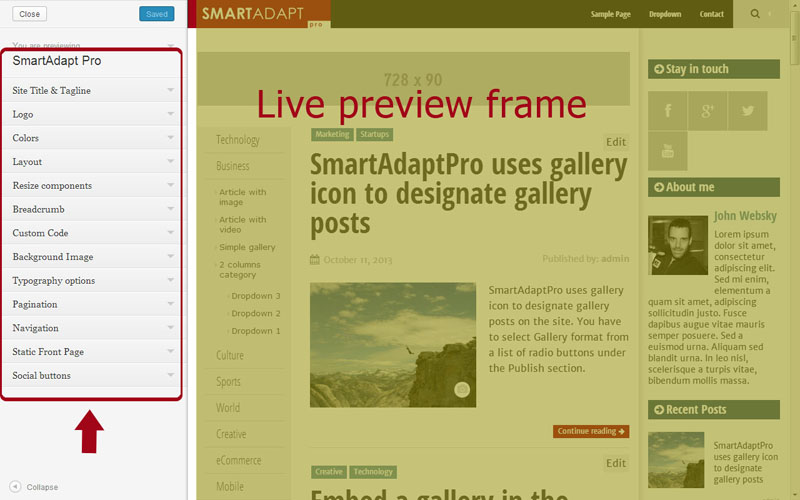 Close
Saved
You are previewing
SmartAdapt Pro
Site Title & Tagline
Logo
Colors
Layout
Resize components
Breadcrumb
Custom Code
Background Image
Typography options
Pagination
Navigation
Static Front Page
Social buttons
Collapse
SMARTADAPT
pro
Sample Page
Dropdown
Contact
728 x 90
Live preview frame
Technology
Business
Article with
image
Article with
video
Simple gallery
2 columns
category
Dropdown 3
Dropdown 2
Dropdown 1
Culture
Sports
World
Creative
eCommerce
Mobile
Marketing
Startups
Edit
SmartAdaptPro uses gallery
icon to designate gallery
posts
October 11, 2013
Published by: admin
SmartAdaptPro uses gallery
icon to designate gallery
posts on the site. You have
to select Gallery format from
a list of radio buttons under
the Publish section.
Continue reading
Creative
Technology
Edit
Embed a gallery in the
Stay in touch
About me
John Websky
Lorem ipsum
dolor sit amet,
consectetur
adipiscing elit.
Sed mi enim,
elementum a
quam sit amet, adipiscing
sollicitudin justo. Fusce
dapibus augue vitae mauris
semper posuere. Sed a
euismod urna. Aliquam sed
blandit urna. In leo nisl,
scelerisque a turpis vitae,
bibendum mollis massa.
Recent Posts
SmartAdaptPro
uses gallery icon
to designate
gallery posts